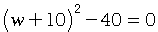 (w+10)² − 40 = 0